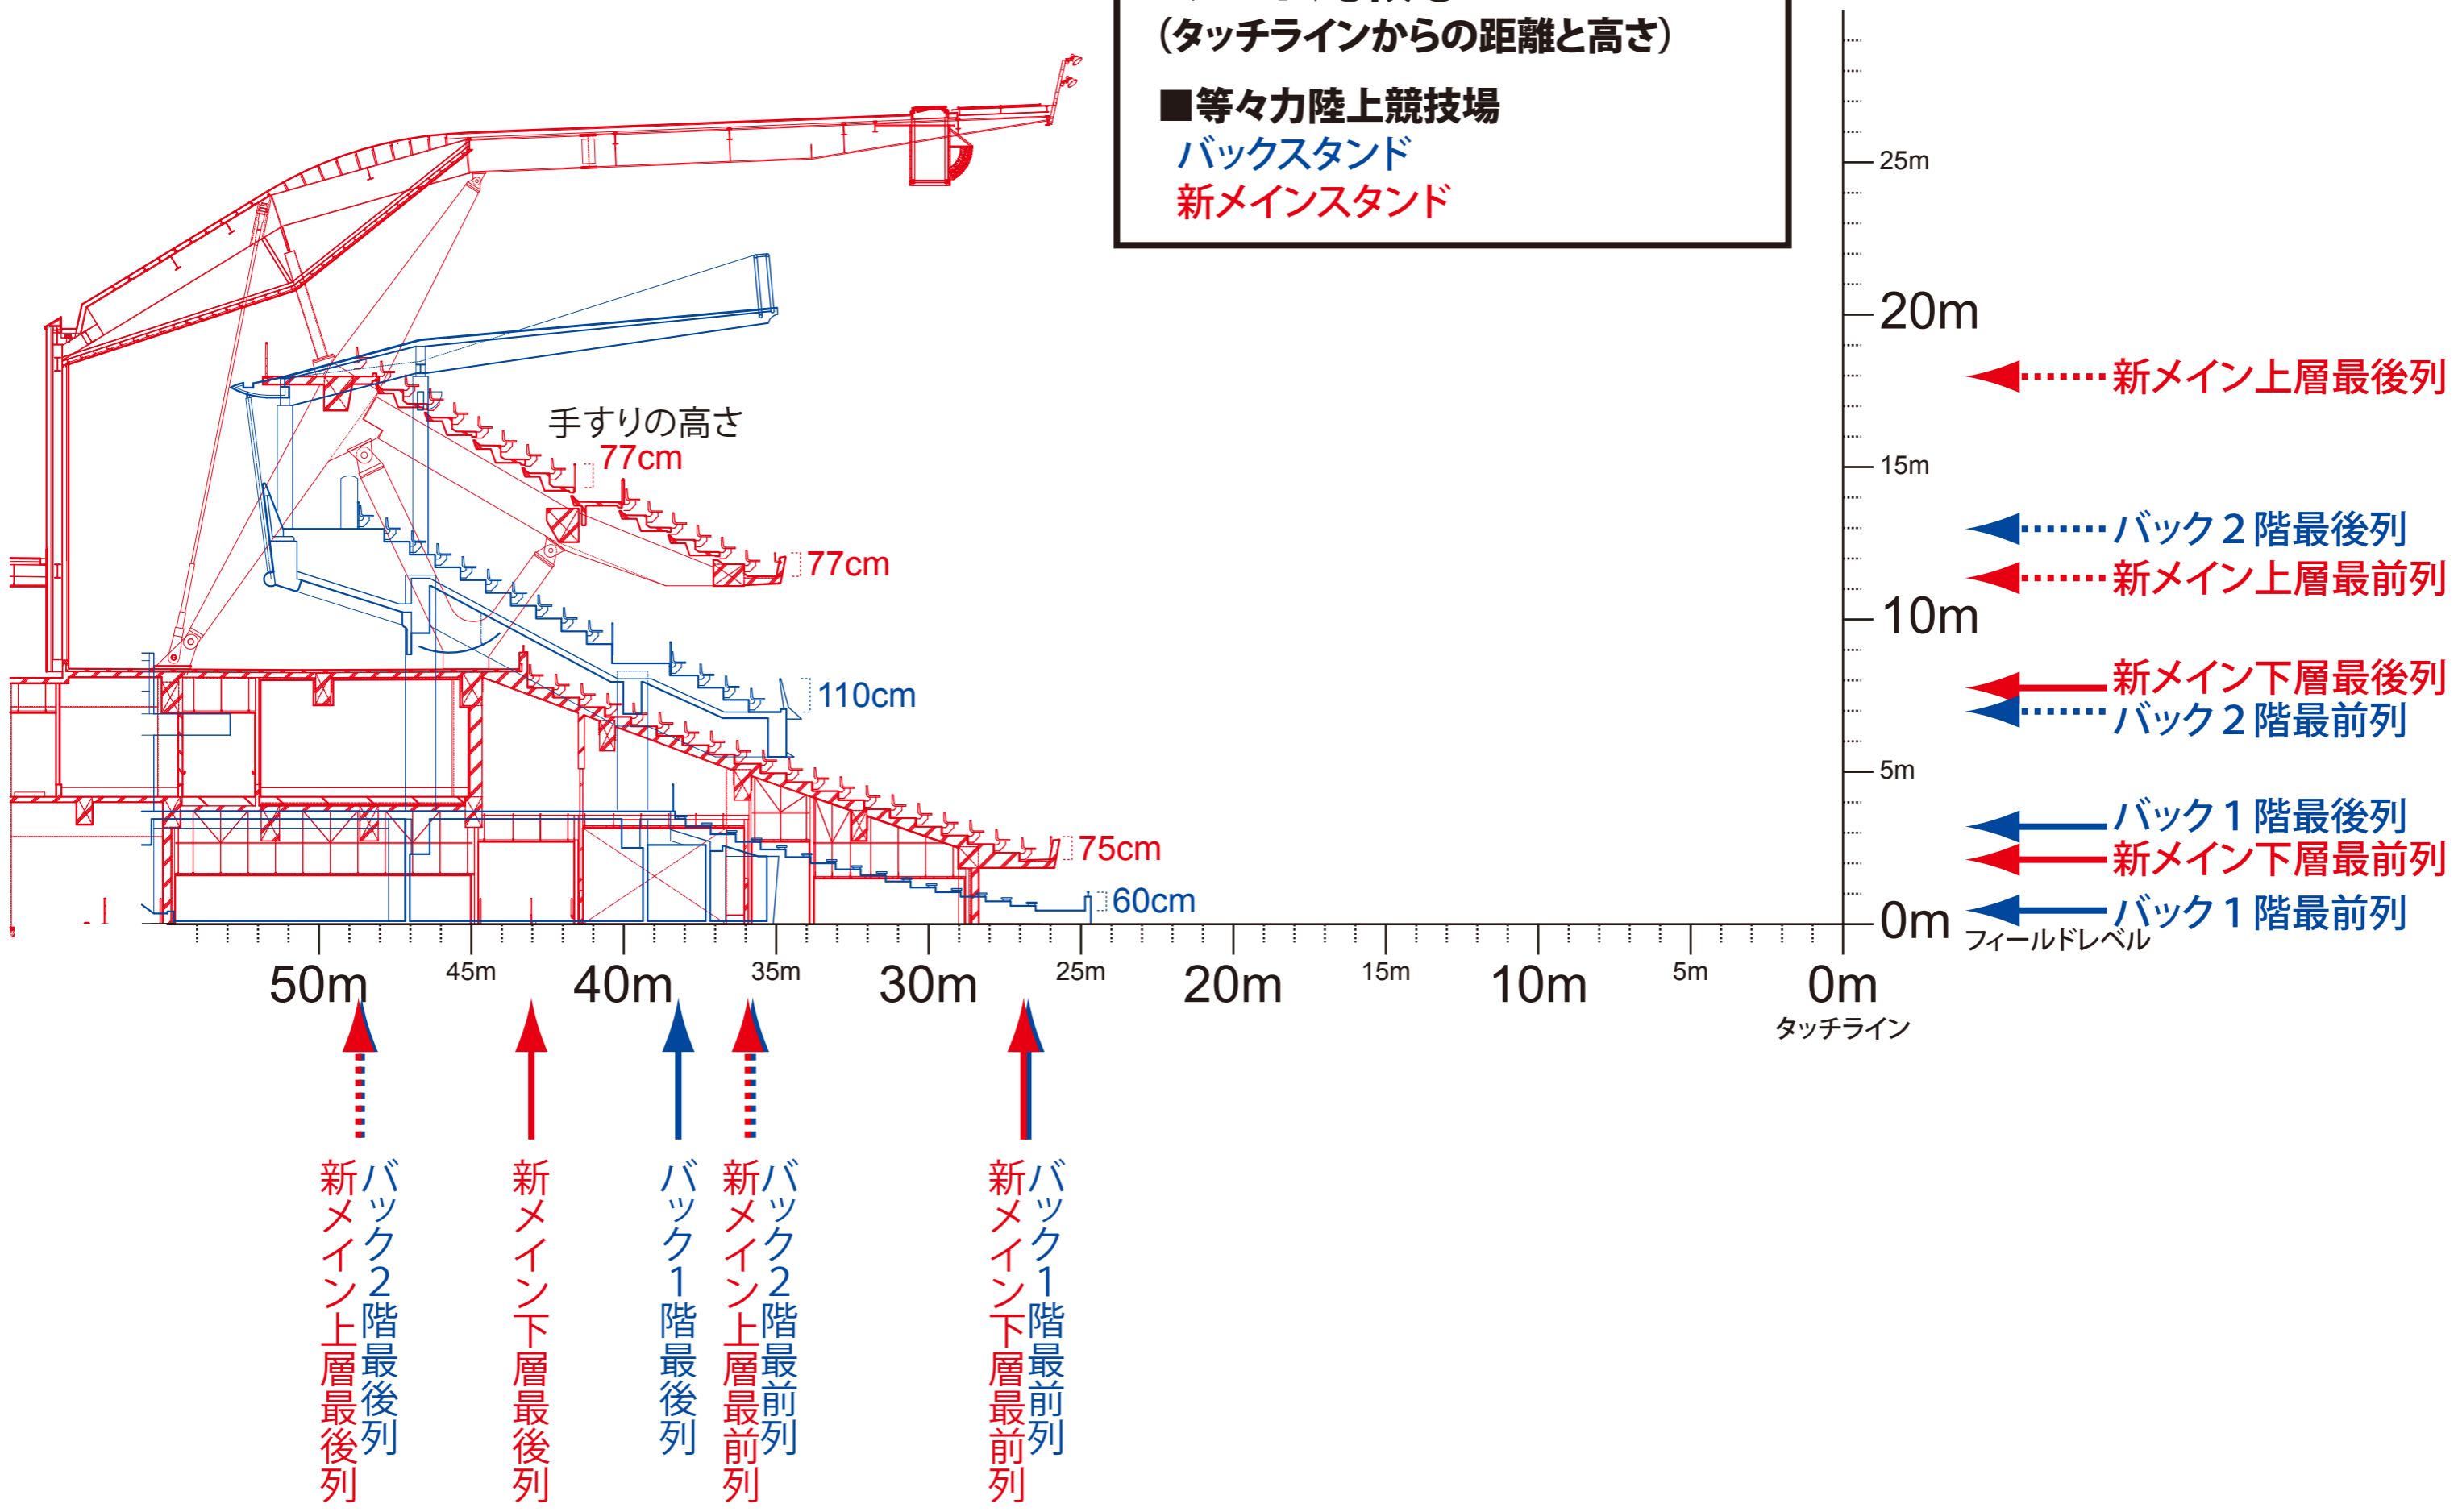 （タッチラインからの距離と高さ）
■等々力陸上競技場
バックスタンド
新メインスタンド
25m
20m
15m
10m
5m
0m
フィールドレベル
新メイン上層最後列
バック２階最後列
新メイン上層最前列
新メイン下層最後列
バック２階最前列
バック１階最後列
新メイン下層最前列
バック１階最前列
手すりの高さ
77cm
77cm
110cm
75cm
60cm
50m
45m
40m
35m
30m
25m
20m
15m
10m
5m
0m
タッチライン
新メイン上層最後列
バック２階最後列
新メイン下層最後列
バック１階最後列
新メイン上層最前列
バック２階最前列
新メイン下層最前列
バック１階最前列